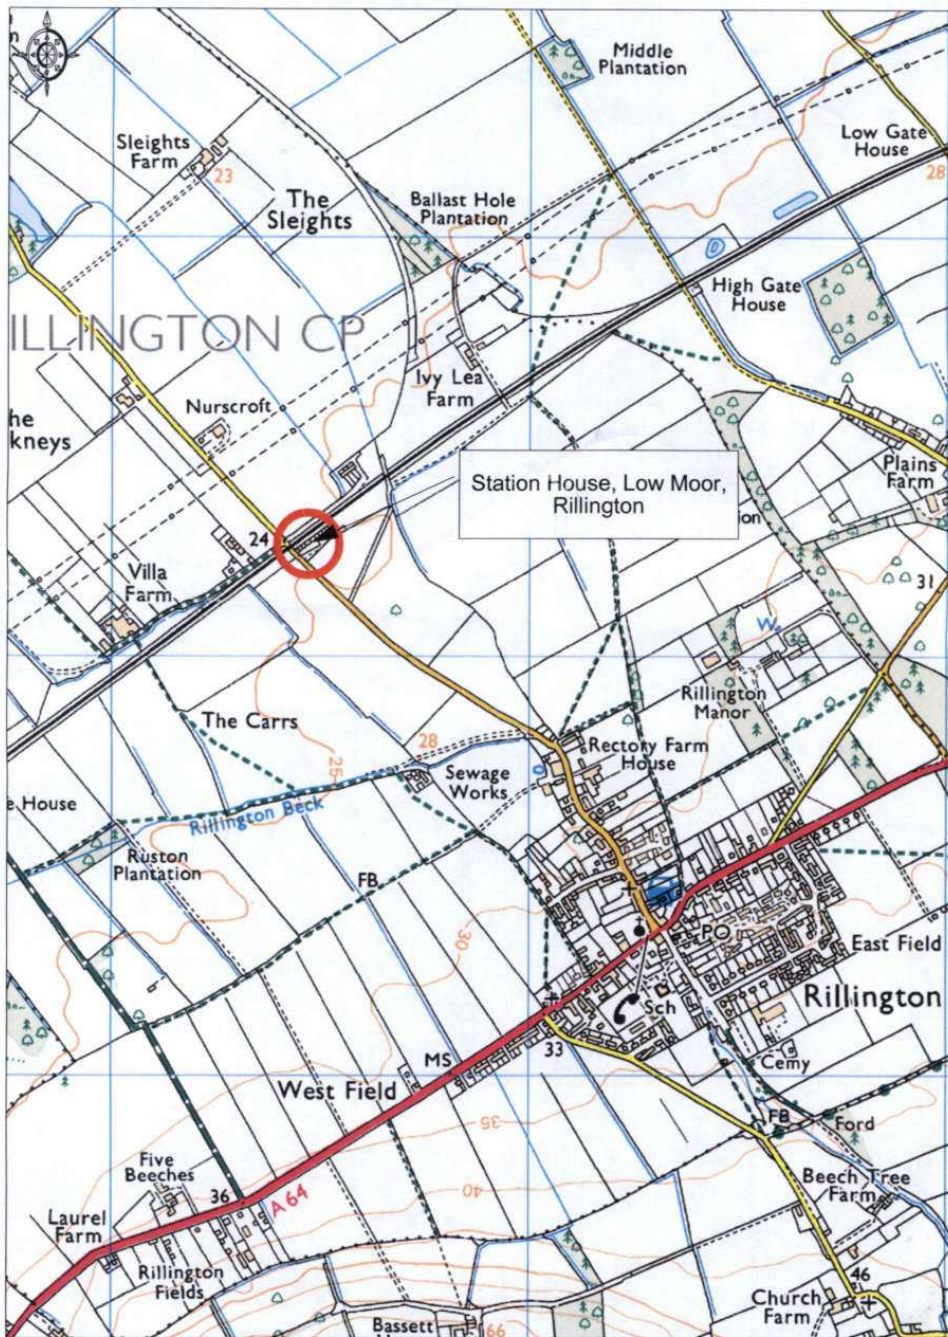 Middle
Plantation
Low Gate
House
28
Sleights
Farm
23
The
Sleights
Ballast Hole
Plantation
High Gate
House
ILLINGTON CP
Ivy Lea
Farm
he
kneys
Nurscroft
Plains
Farm
Station House, Low Moor,
Rillington
ion
24
Villa
Farm
31
W
Rillington
Manor
The Carrs
28
25
Rectory Farm
House
Sewage
Works
e House
Rillington Beck
Ruston
Plantation
FB
30
PO
East Field
Rillington
Sch
33
MS
Cemy
West Field
35
FB
Ford
Five
Beeches
36
A 64
40
Beech Tree
Farm
Laurel
Farm
Rillington
Fields
46
Church
Farm
Bassett
66